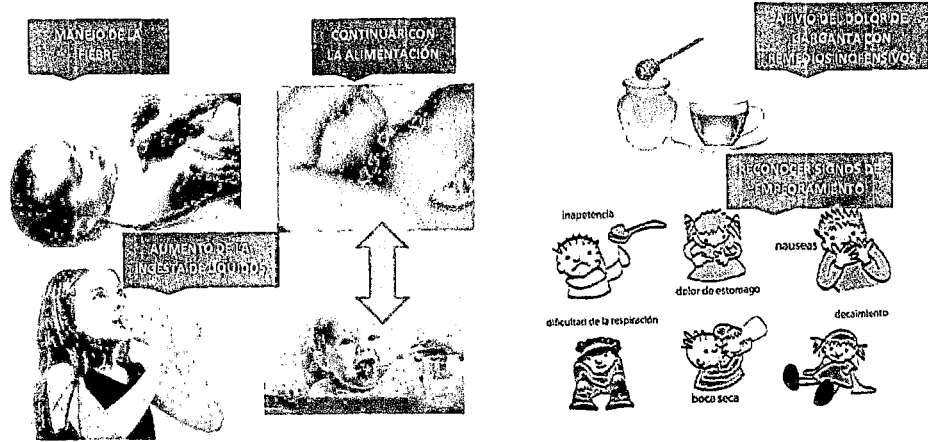 MANEJO DE LA
FIEBRE
CONTINUAR CON
LA ALIMENTACIÓN
AUMENTO DE LA
INGESTA DE LIQUIDOS
ALIVIO DEL DOLOR DE
GARGANTA CON
REMEDIOS INOFENSIVOS
RECONOCER SIGNOS DE
EMPEORAMIENTO
inapetencia
dolor de estomago
nauseas
dificultad de la respiración
boca seca
decaimiento